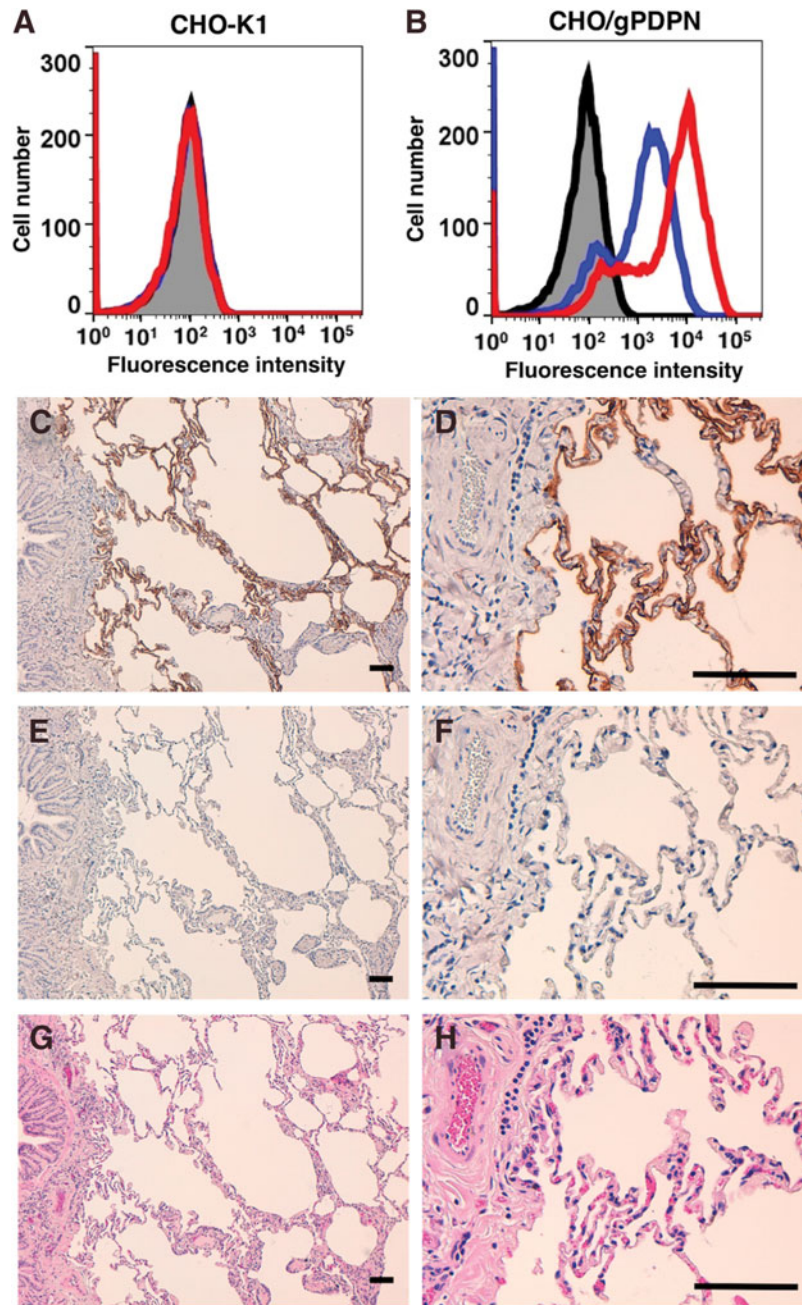 A
CHO-K1
B
CHO/gPDPN
Cell number
300
200
100
0
10⁰ 10¹ 10² 10³ 10⁴ 10⁵
Fluorescence intensity
Cell number
300
200
100
0
10⁰ 10¹ 10² 10³ 10⁴ 10⁵
Fluorescence intensity
C
D
E
F
G
H